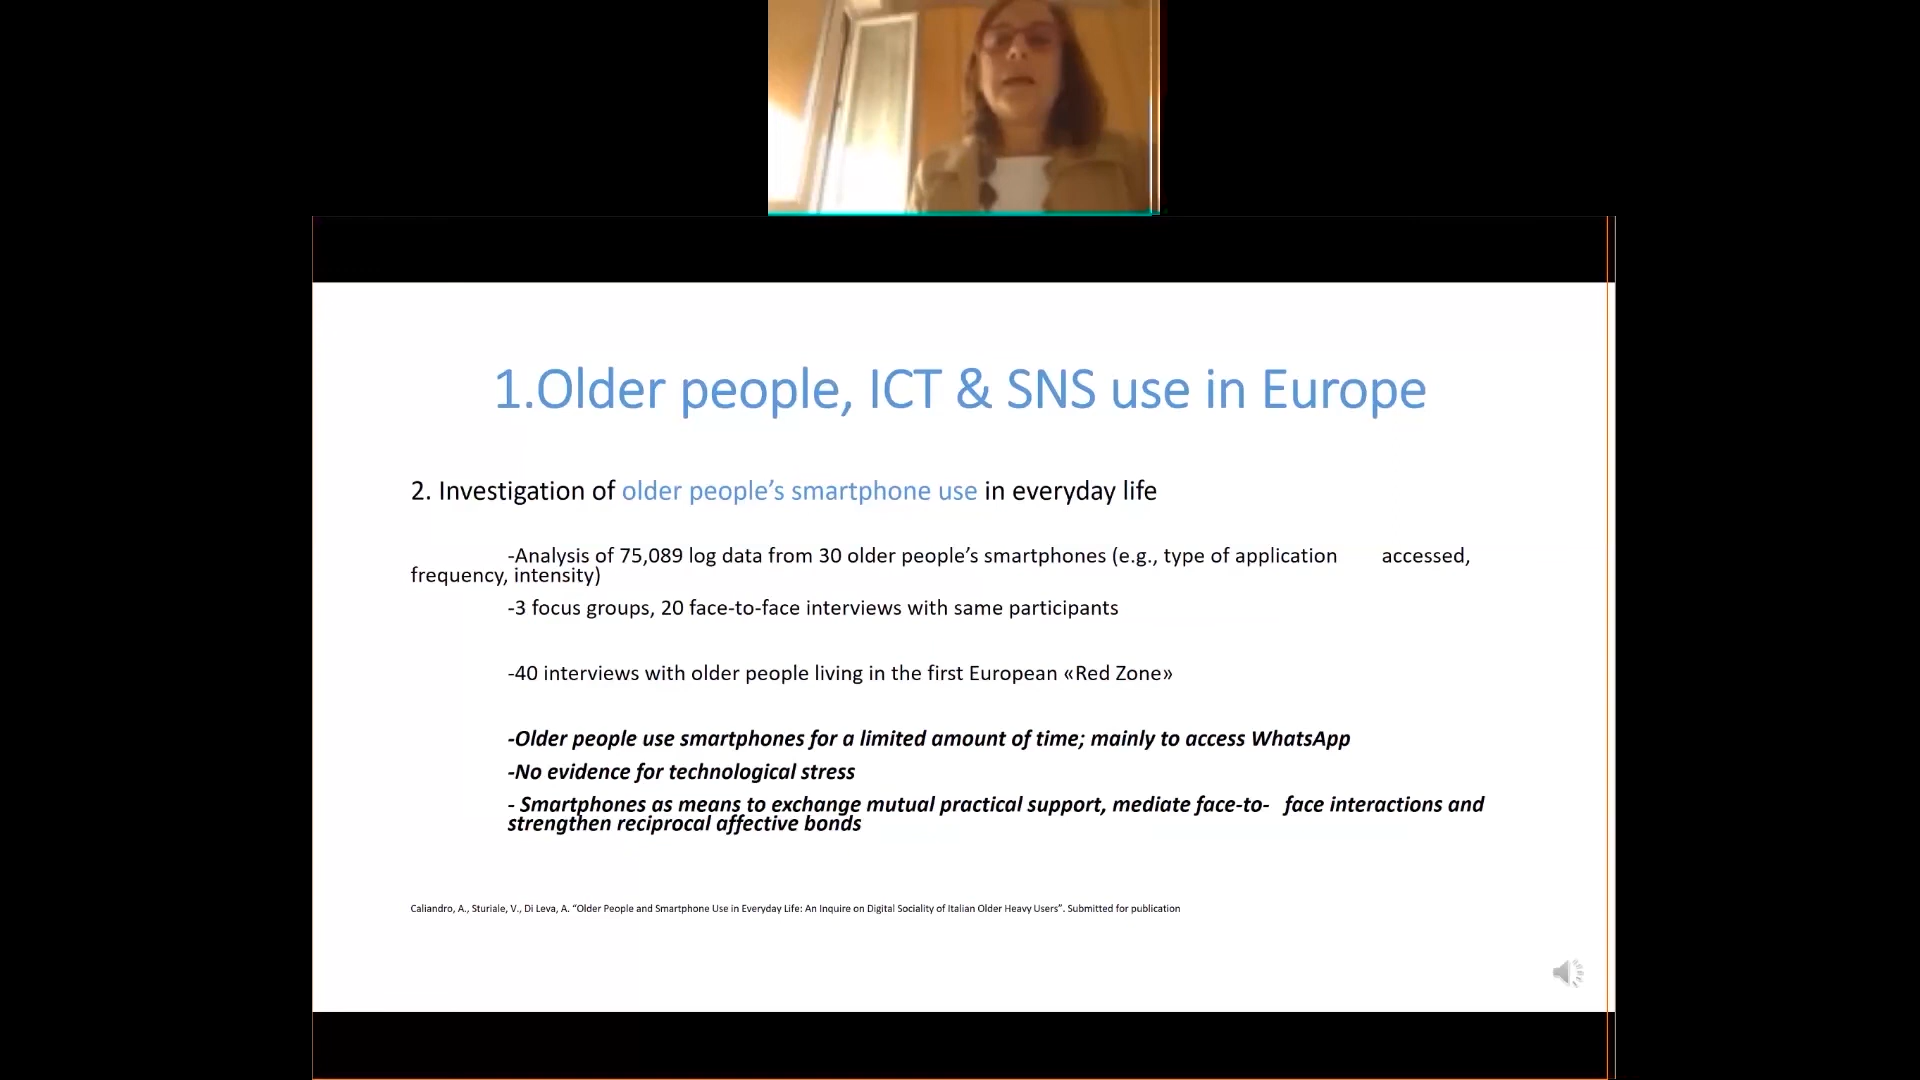 1.Older people, ICT & SNS use in Europe
2. Investigation of older people’s smartphone use in everyday life
-Analysis of 75,089 log data from 30 older people’s smartphones (e.g., type of application accessed,
frequency, intensity)
-3 focus groups, 20 face-to-face interviews with same participants
-40 interviews with older people living in the first European «Red Zone»
-Older people use smartphones for a limited amount of time; mainly to access WhatsApp
-No evidence for technological stress
- Smartphones as means to exchange mutual practical support, mediate face-to- face interactions and
strengthen reciprocal affective bonds
Caliandro, A., Sturiale, V., Di Leva, A. “Older People and Smartphone Use in Everyday Life: An Inquire on Digital Sociality of Italian Older Heavy Users”. Submitted for publication